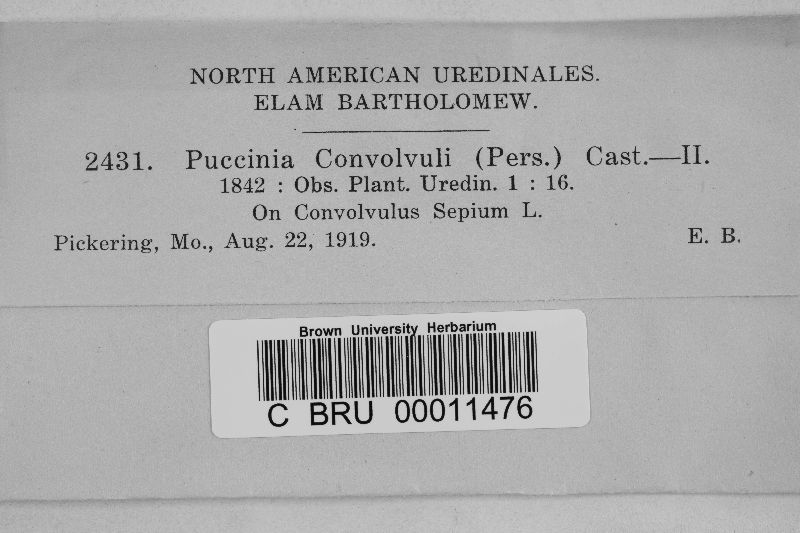 NORTH AMERICAN UREDINALES.
ELAM BARTHOLOMEW.
2431. Puccinia Convolvuli (Pers.) Cast.—II.
1842 : Obs. Plant. Uredin. 1 : 16.
On Convolvulus Sepium L.
Pickering, Mo., Aug. 22, 1919. E. B.
Brown University Herbarium
C BRU 00011476